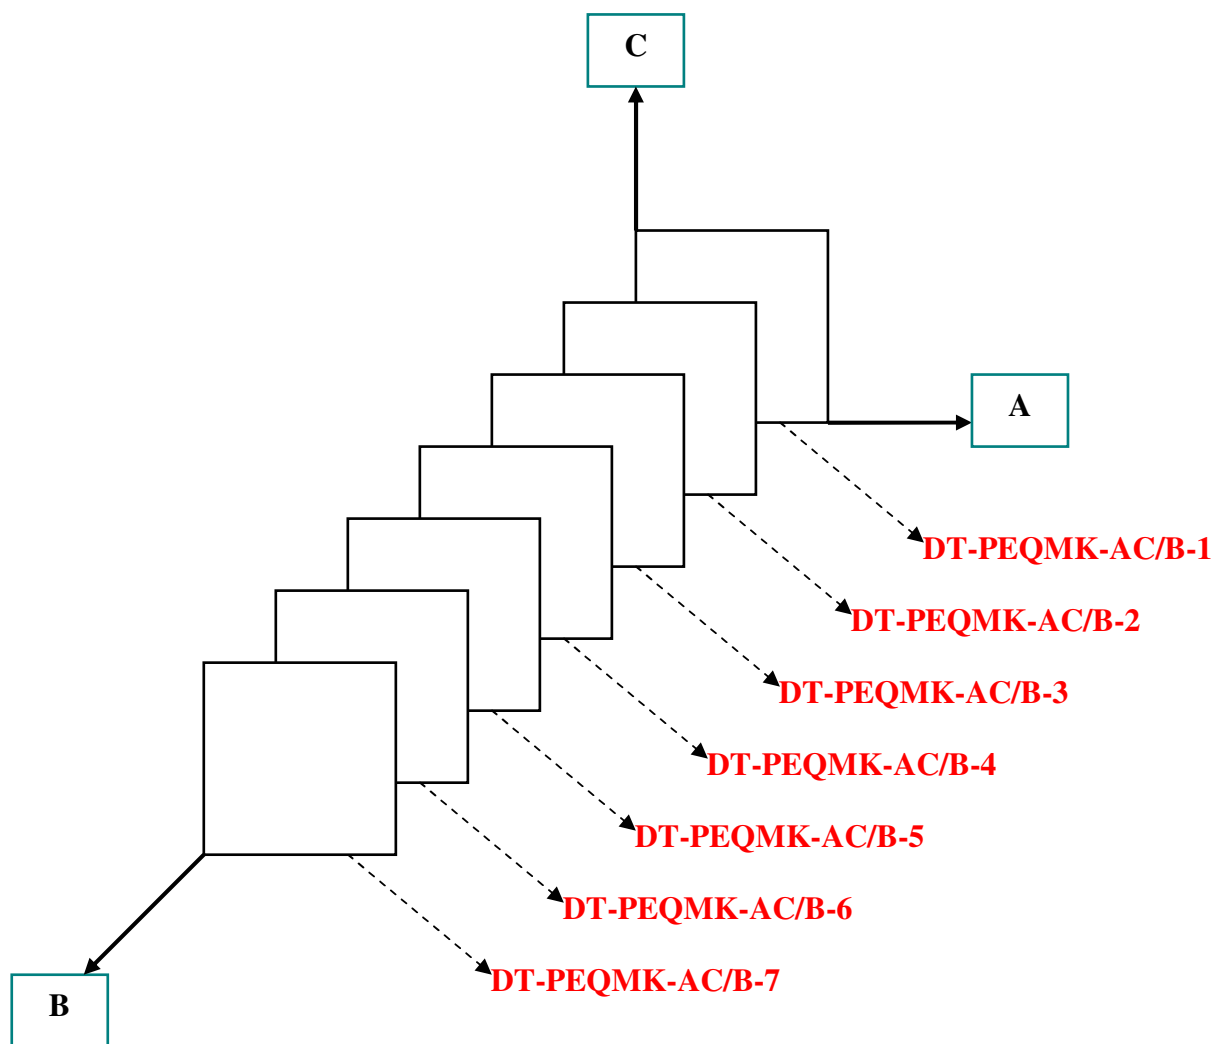 C
A
DT-PEQMK-AC/B-1
DT-PEQMK-AC/B-2
DT-PEQMK-AC/B-3
DT-PEQMK-AC/B-4
DT-PEQMK-AC/B-5
DT-PEQMK-AC/B-6
DT-PEQMK-AC/B-7
B